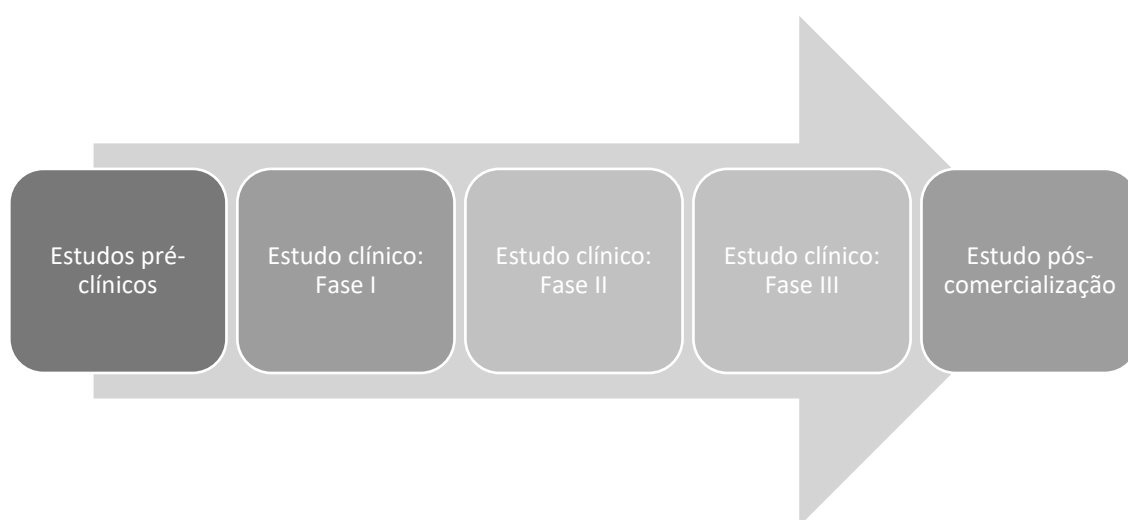 Estudos pré-
clínicos
Estudo clínico:
Fase I
Estudo clínico:
Fase II
Estudo clínico:
Fase III
Estudo pós-
comercialização